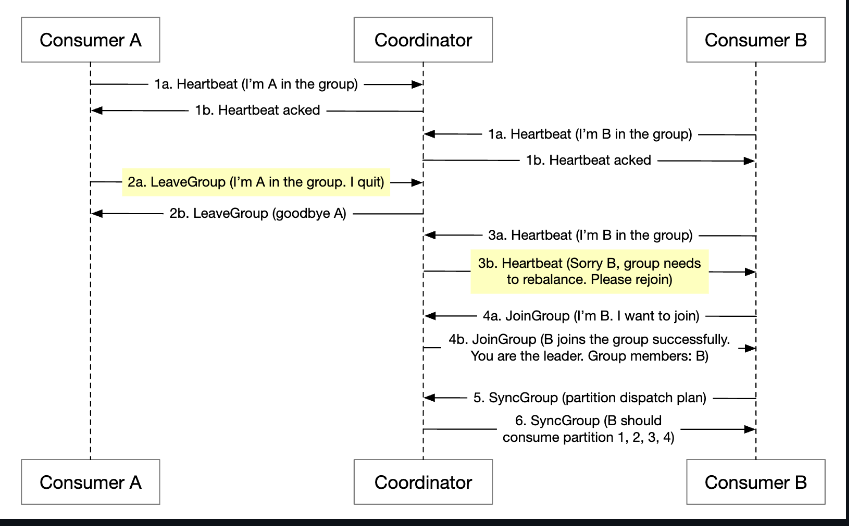 Consumer A
Coordinator
Consumer B
1a. Heartbeat (I'm A in the group)
1b. Heartbeat acked
1a. Heartbeat (I'm B in the group)
1b. Heartbeat acked
2a. LeaveGroup (I'm A in the group. I quit)
2b. LeaveGroup (goodbye A)
3a. Heartbeat (I'm B in the group)
3b. Heartbeat (Sorry B, group needs
to rebalance. Please rejoin)
4a. JoinGroup (I'm B. I want to join)
4b. JoinGroup (B joins the group successfully.
You are the leader. Group members: B)
5. SyncGroup (partition dispatch plan)
6. SyncGroup (B should
consume partition 1, 2, 3, 4)
Consumer A
Coordinator
Consumer B